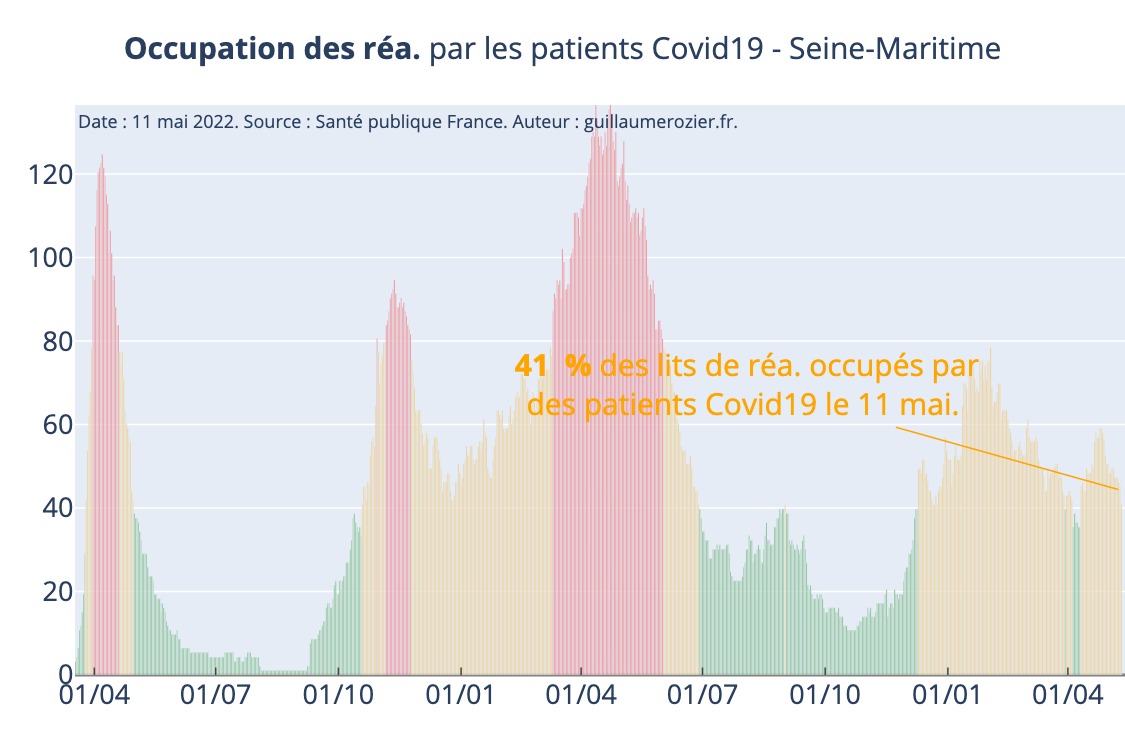 Occupation des réa. par les patients Covid19 - Seine-Maritime
Date : 11 mai 2022. Source : Santé publique France. Auteur : guillaumerozier.fr.
120
100
80
41 % des lits de réa. occupés par
des patients Covid19 le 11 mai.
60
40
20
0
01/04 01/07 01/10 01/01 01/04 01/07 01/10 01/01 01/04